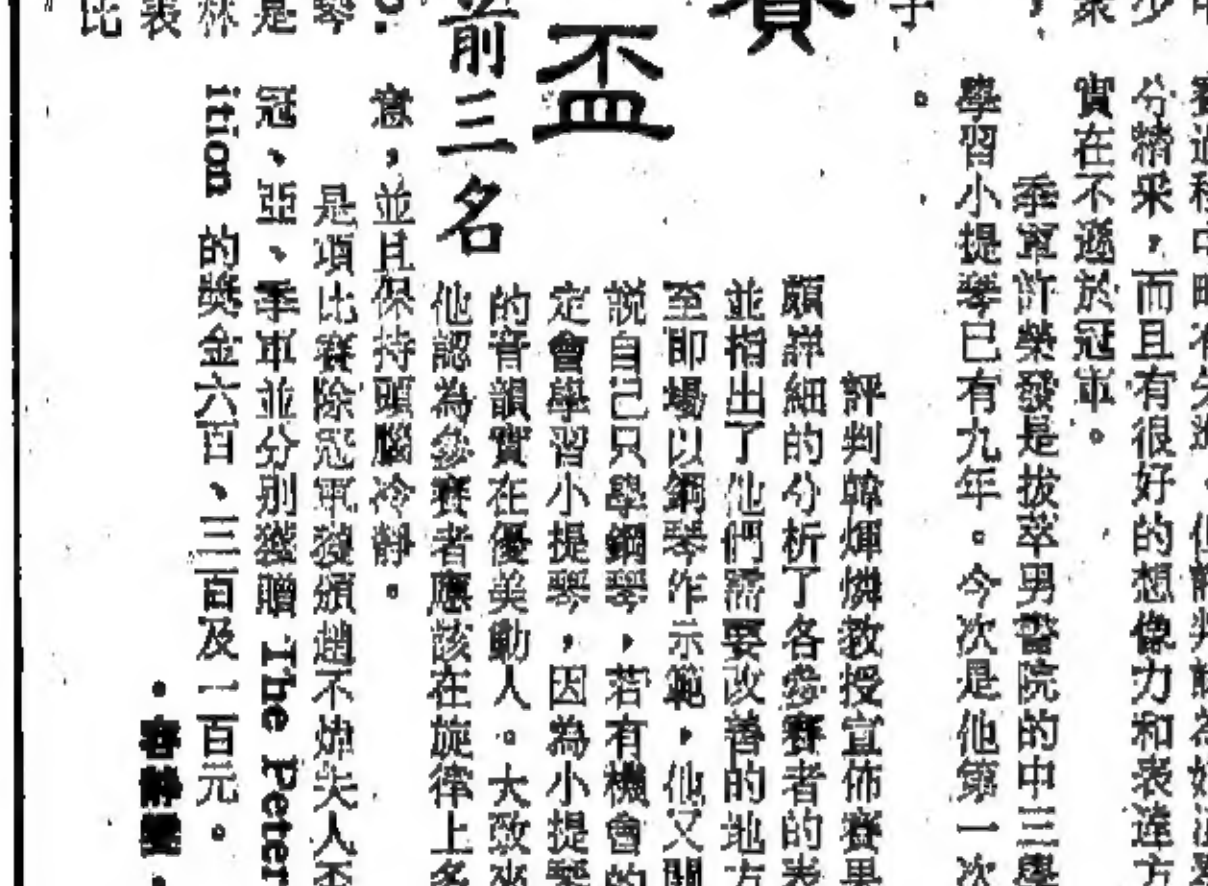 賽
盃
前三名
分精采，而且有很好的想像力和表達方
實在不遜於冠軍。
季軍許榮發是拔萃男書院的中三學
學習小提琴已有九年。今次是他第一次
。
評判韓煇燐教授宣佈賽果
頗詳細的分析了各參賽者的表
並指出了他們需要改善的地方
至即場以鋼琴作示範，他又開
說自己只學鋼琴，若有機會的
定會學習小提琴，因為小提琴
的音韻實在優美動人。大致來
他認為參賽者應該在旋律上多
意，並且保持頭腦冷靜。
是項比賽除冠軍獲頒趙不煒夫人盃
冠、亞、季軍並分別獲贈 The Peter
ition 的獎金六百、三百及一百元。